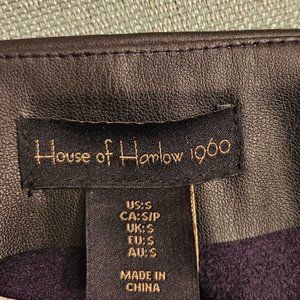 House of Harlow 1960
US:S
CA:S/P
UK:S
EU:S
AU:S
MADE IN
CHINA